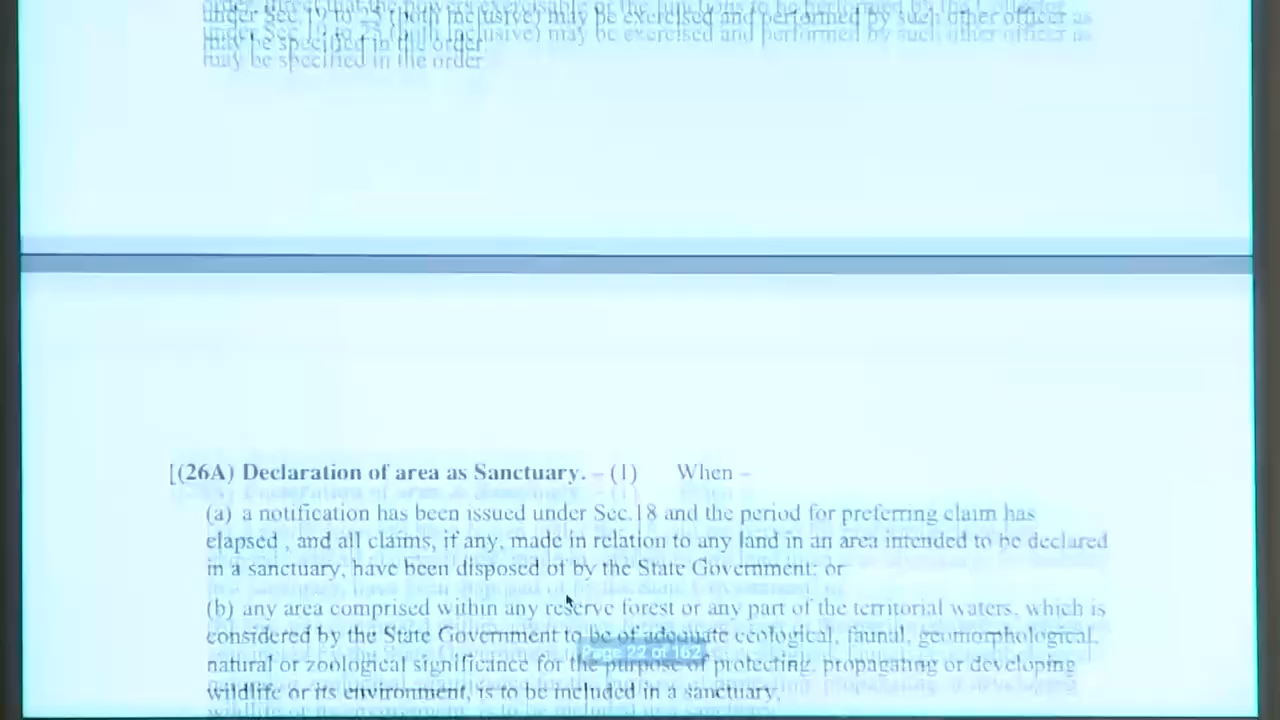 under Sec. 19 to 25 (both inclusive) may be exercised and performed by such other officer as
may be specified in the order
[(26A) Declaration of area as Sanctuary. – (1) When –
(a) a notification has been issued under Sec.18 and the period for preferring claim has
elapsed , and all claims, if any, made in relation to any land in an area intended to be declared
in a sanctuary, have been disposed of by the State Government; or
(b) any area comprised within any reserve forest or any part of the territorial waters, which is
considered by the State Government to be of adequate ecological, faunal, geomorphological,
natural or zoological significance for the purpose of protecting, propagating or developing
wildlife or its environment, is to be included in a sanctuary,
Page 22 of 162